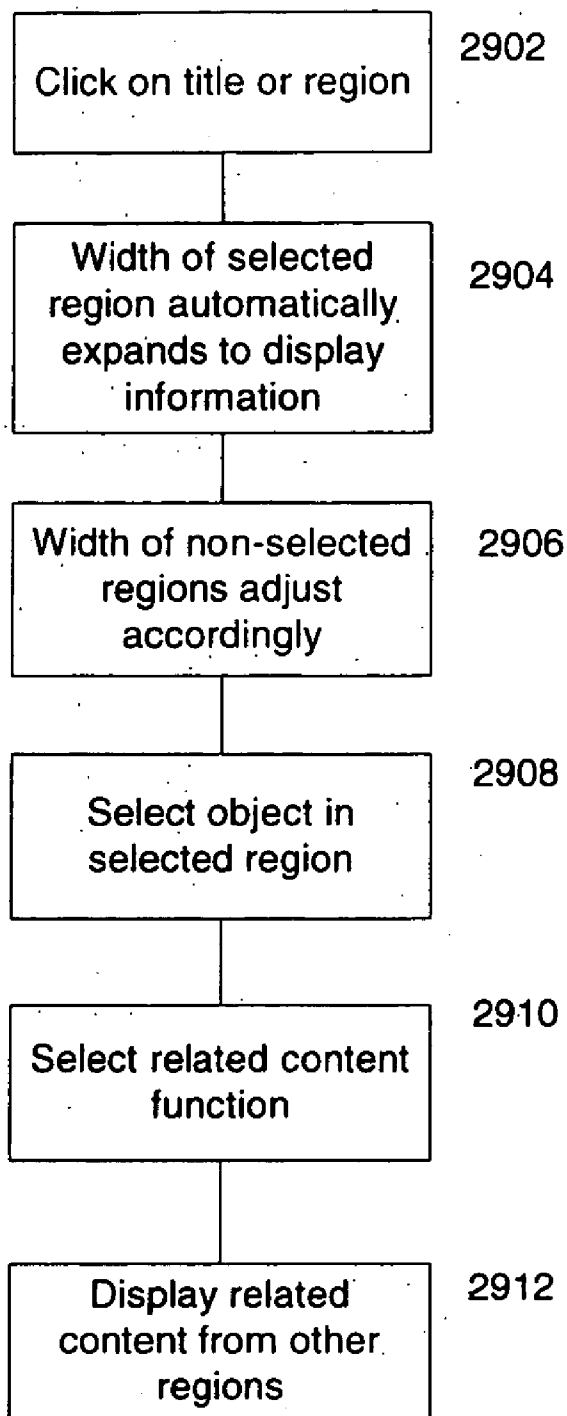 2902
Click on title or region
2904
Width of selected
region automatically
expands to display
information
2906
Width of non-selected
regions adjust
accordingly
2908
Select object in
selected region
2910
Select related content
function
2912
Display related
content from other
regions